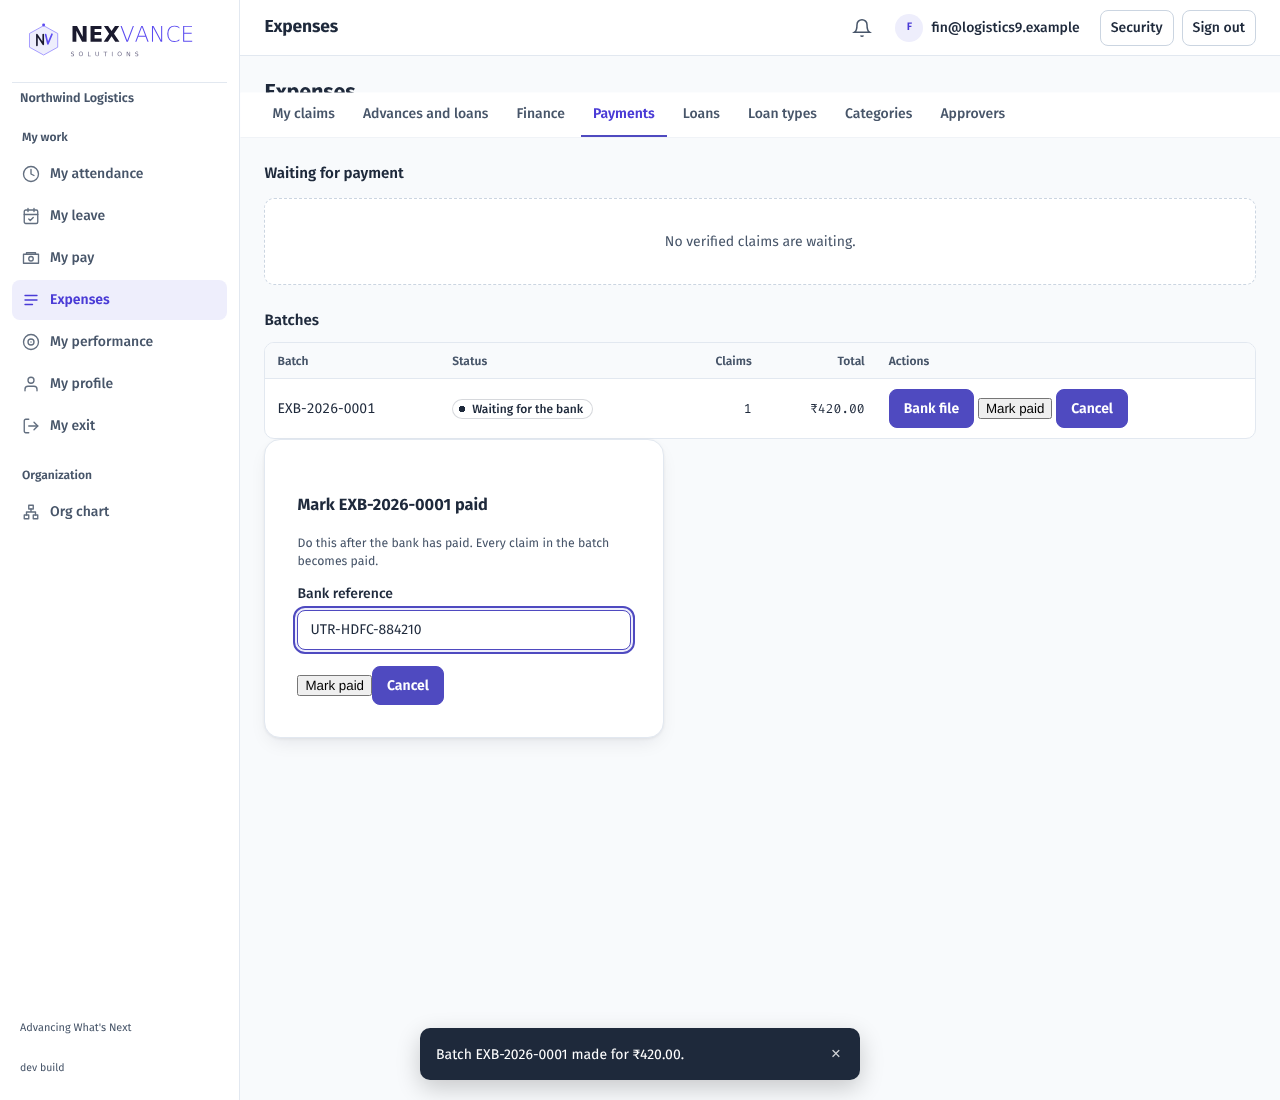 NEXVANCE
SOLUTIONS
Northwind Logistics
My work
My attendance
My leave
My pay
Expenses
My performance
My profile
My exit
Organization
Org chart
Advancing What's Next
dev build
Expenses
F
fin@logistics9.example
Security
Sign out
Expenses
My claims
Advances and loans
Finance
Payments
Loans
Loan types
Categories
Approvers
Waiting for payment
No verified claims are waiting.
Batches
Batch Status Claims Total Actions
EXB-2026-0001 Waiting for the bank 1 ₹420.00 Bank file Mark paid Cancel
Mark EXB-2026-0001 paid
Do this after the bank has paid. Every claim in the batch
becomes paid.
Bank reference
UTR-HDFC-884210
Mark paid Cancel
Batch EXB-2026-0001 made for ₹420.00. ×